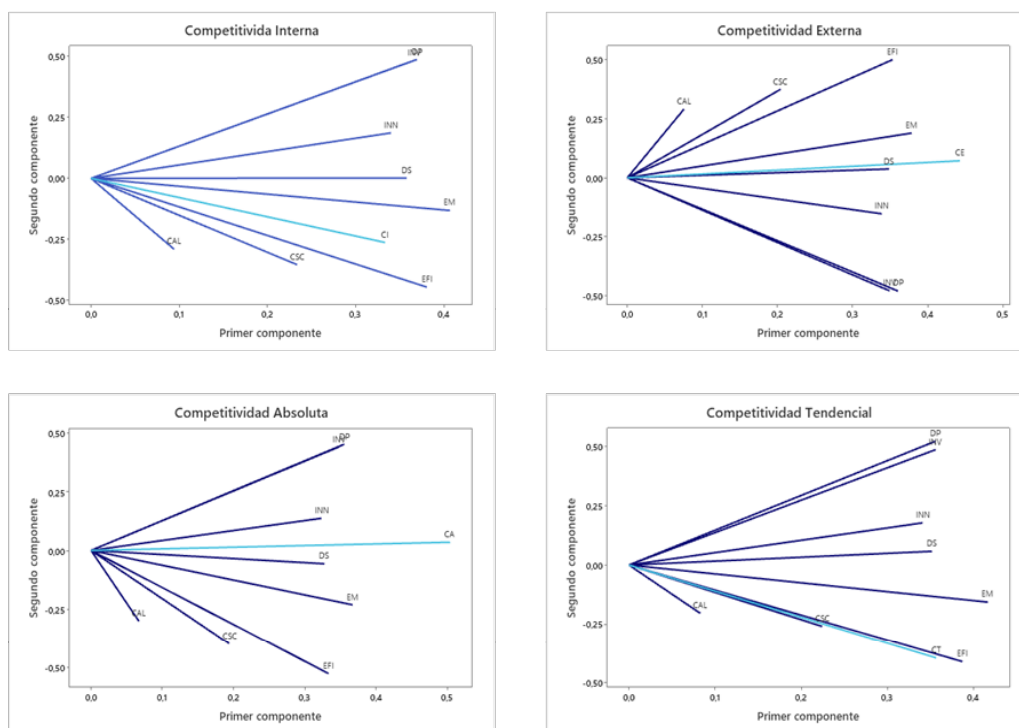 Competitivida Interna
0,50
0,25
0,00
-0,25
-0,50
Segundo componente
DP
INN
DS
EM
CI
CAL
CSC
EFI
0,0
0,1
0,2
0,3
0,4
Primer componente
Competitividad Externa
0,50
0,25
0,00
-0,25
-0,50
Segundo componente
EFI
CSC
CAL
EM
CE
DS
INN
INV
DP
0,0
0,1
0,2
0,3
0,4
0,5
Primer componente
Competitividad Absoluta
0,50
0,25
0,00
-0,25
-0,50
Segundo componente
INV
DP
INN
CA
DS
EM
CAL
CSC
EFI
0,0
0,1
0,2
0,3
0,4
0,5
Primer componente
Competitividad Tendencial
0,50
0,25
0,00
-0,25
-0,50
Segundo componente
DP
INV
INN
DS
EM
CAL
CSC
CT
EFI
0,0
0,1
0,2
0,3
0,4
Primer componente